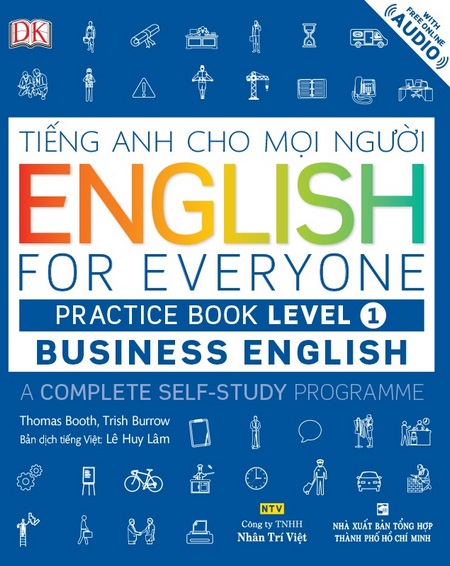 DK
WITH
FREE ONLINE
AUDIO
TIẾNG ANH CHO MỌI NGƯỜI
ENGLISH
FOR EVERYONE
PRACTICE BOOK LEVEL 1
BUSINESS ENGLISH
A COMPLETE SELF-STUDY PROGRAMME
Thomas Booth, Trish Burrow
Bản dịch tiếng Việt: Lê Huy Lâm
NTV
Công ty TNHH
Nhân Trí Việt
NHÀ XUẤT BẢN TỔNG HỢP
THÀNH PHỐ HỒ CHÍ MINH